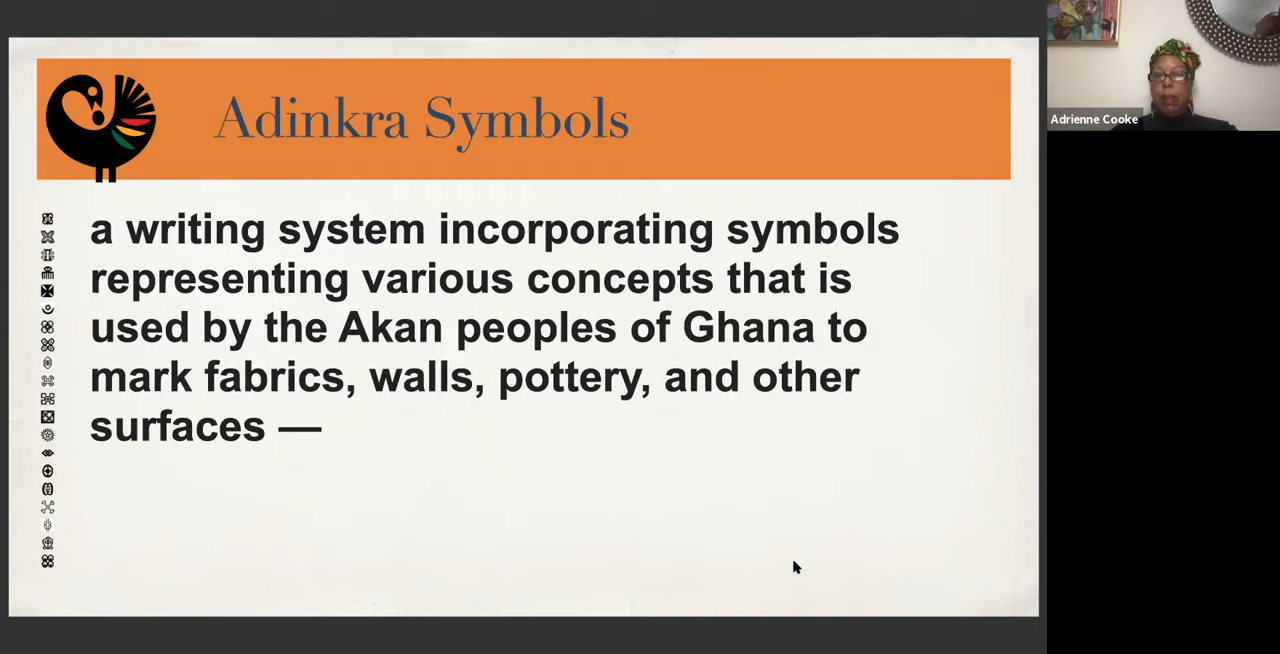 Adinkra Symbols
a writing system incorporating symbols
representing various concepts that is
used by the Akan peoples of Ghana to
mark fabrics, walls, pottery, and other
surfaces —
Adrienne Cooke